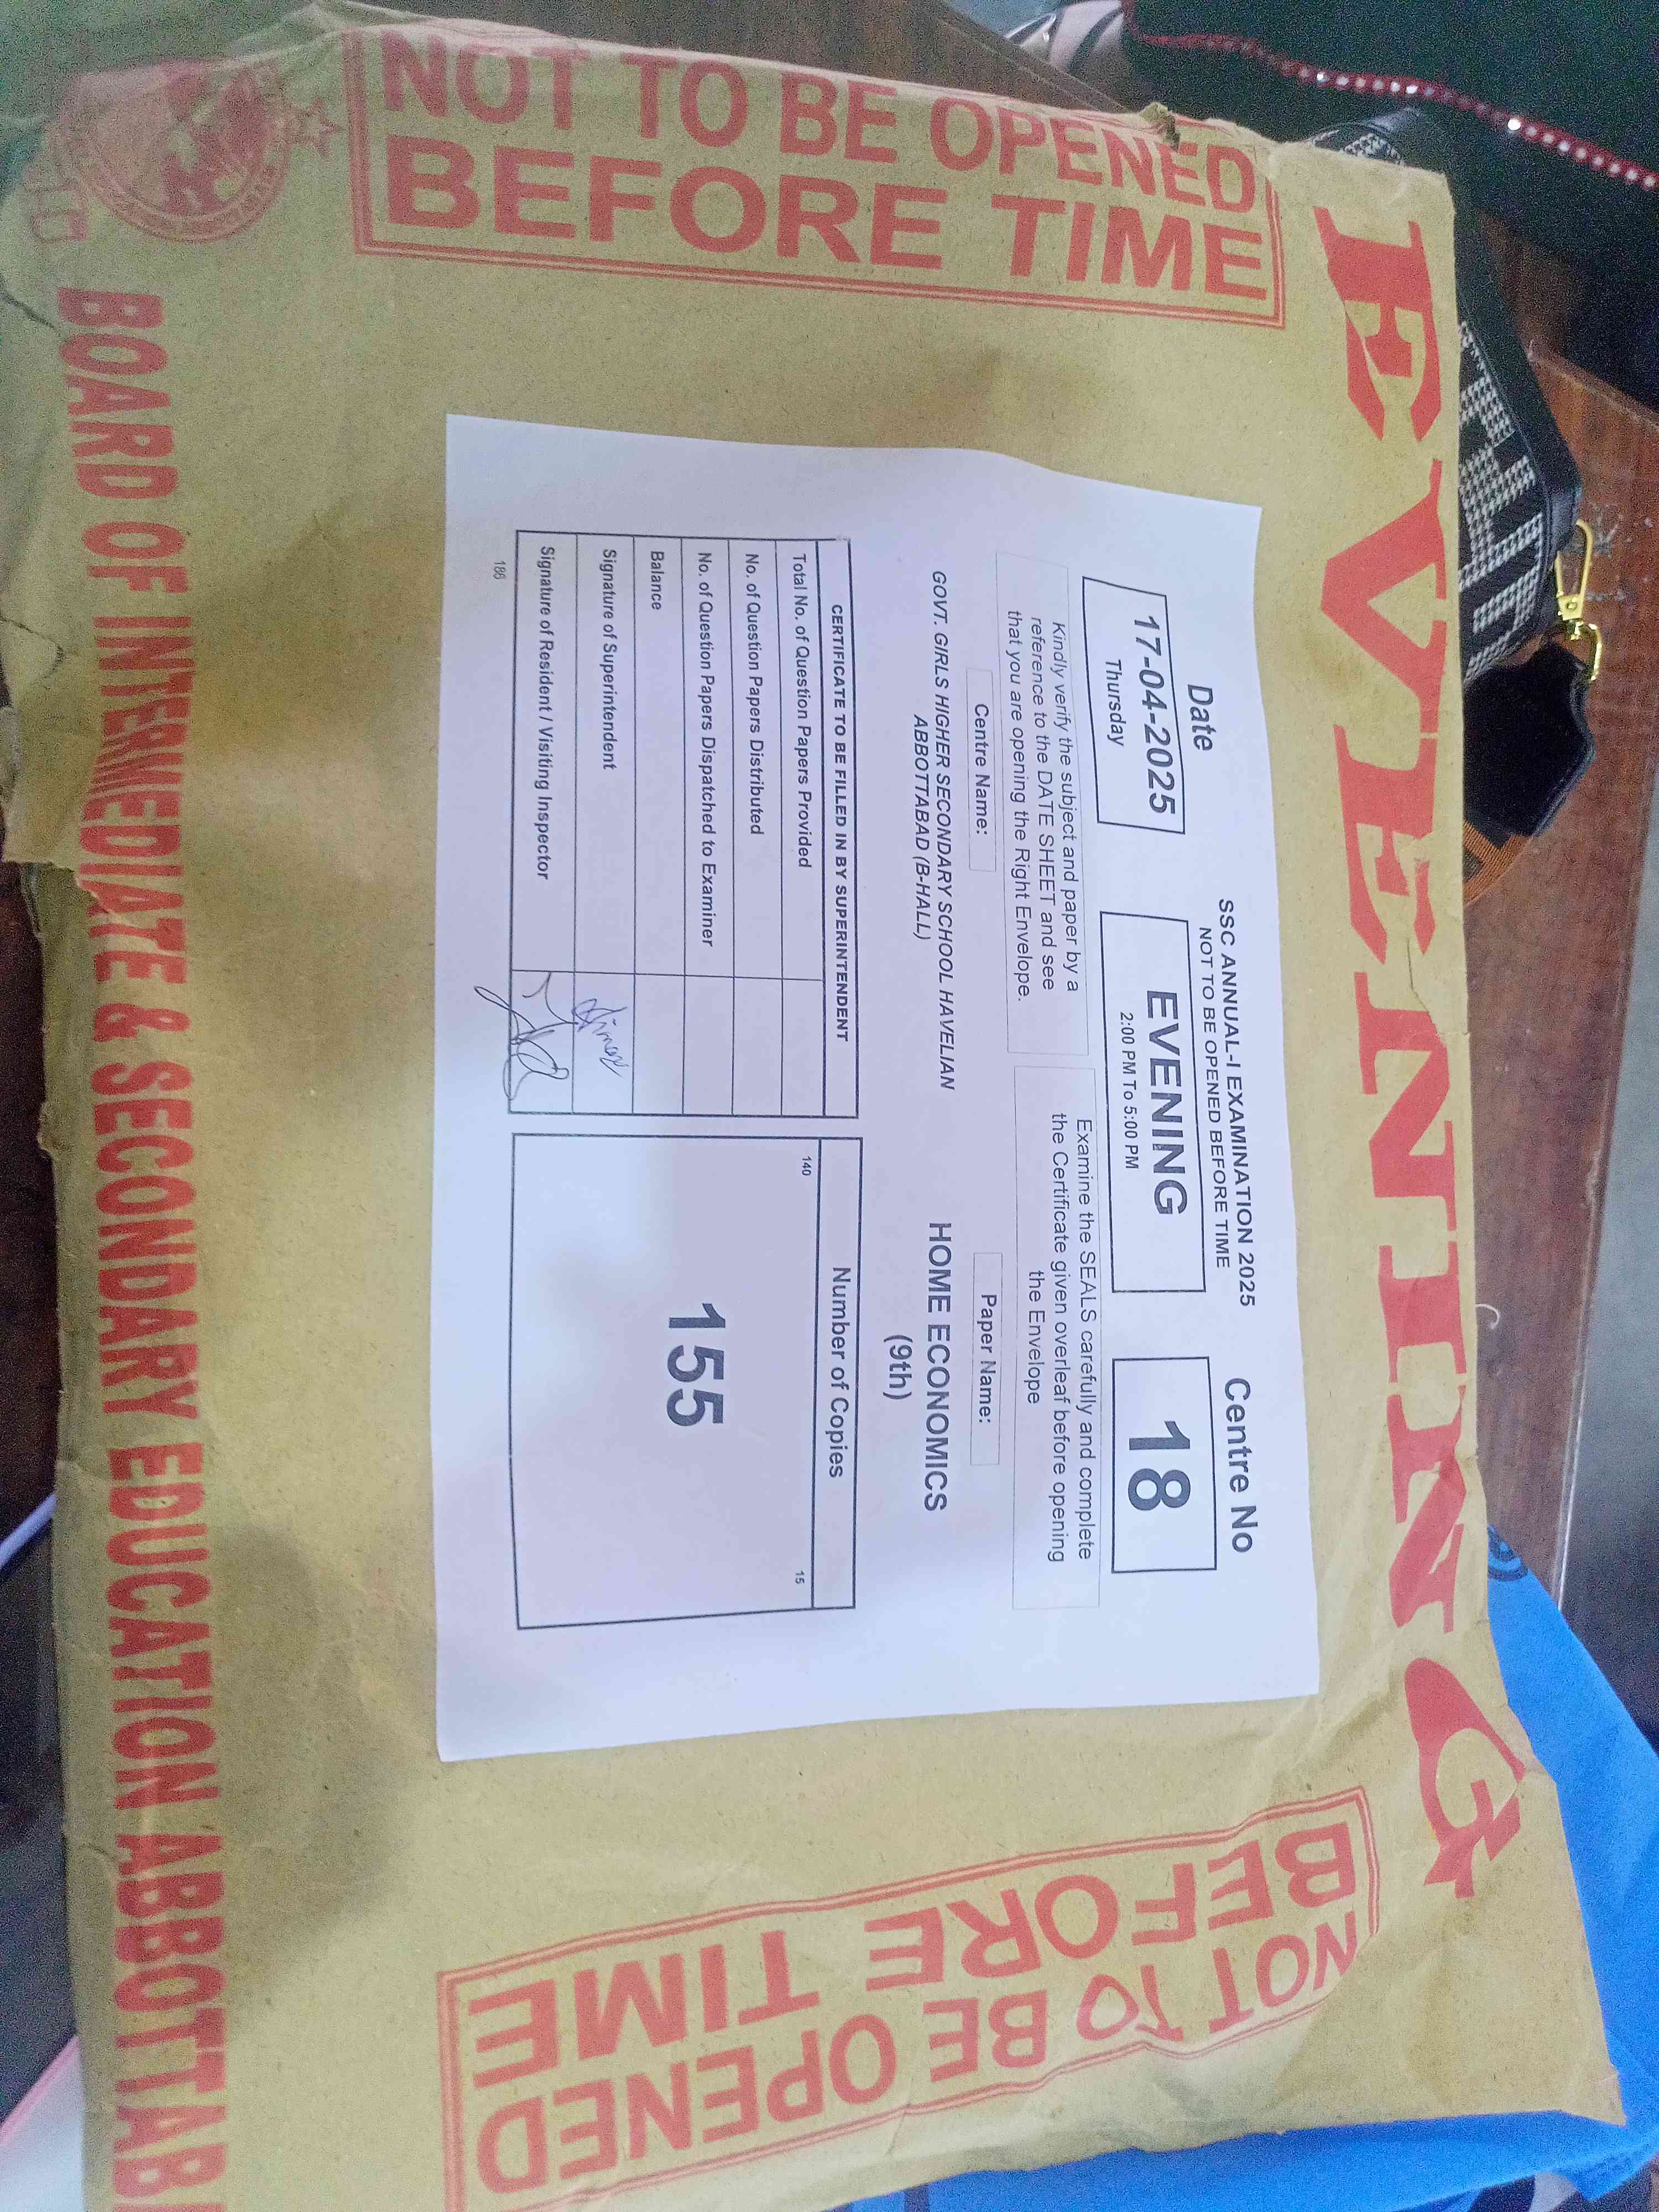 EVENING
NOT TO BE OPENED
BEFORE TIME
SSC ANNUAL-I EXAMINATION 2025
NOT TO BE OPENED BEFORE TIME
Date
17-04-2025
Thursday
EVENING
2:00 PM To 5:00 PM
Centre No
18
Kindly verify the subject and paper by a
reference to the DATE SHEET and see
that you are opening the Right Envelope.
Examine the SEALS carefully and complete
the Certificate given overleaf before opening
the Envelope
Centre Name:
GOVT. GIRLS HIGHER SECONDARY SCHOOL HAVELIAN
ABBOTTABAD (B-HALL)
Paper Name:
HOME ECONOMICS
(9th)
CERTIFICATE TO BE FILLED IN BY SUPERINTENDENT
Total No. of Question Papers Provided
No. of Question Papers Distributed
No. of Question Papers Dispatched to Examiner
Balance
Signature of Superintendent
Signature of Resident / Visiting Inspector
186
Number of Copies
140
15
155
NOT TO BE OPENED
BEFORE TIME
BOARD OF INTERMEDIATE & SECONDARY EDUCATION ABBOTTAB